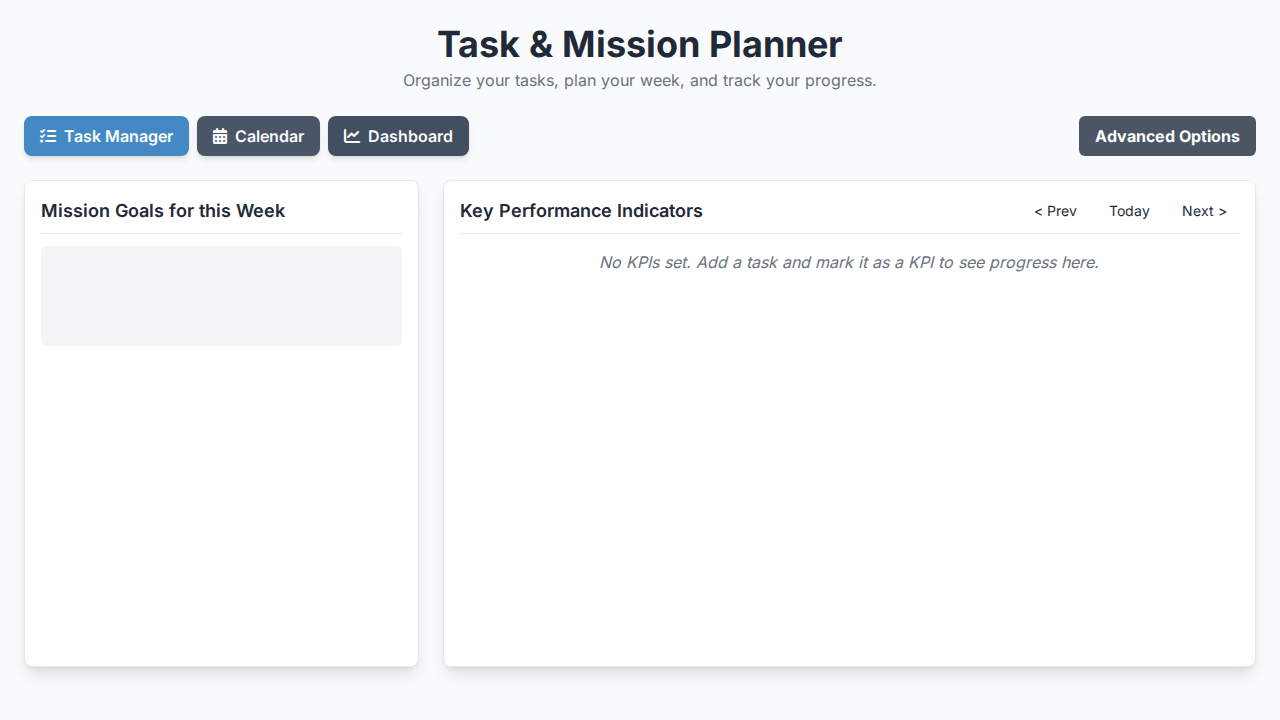 Task & Mission Planner
Organize your tasks, plan your week, and track your progress.
Task Manager
Calendar
Dashboard
Advanced Options
Mission Goals for this Week
Key Performance Indicators
< Prev
Today
Next >
No KPIs set. Add a task and mark it as a KPI to see progress here.